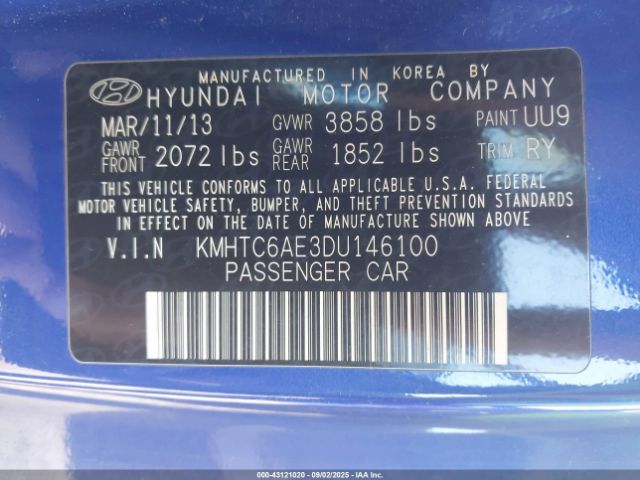 MANUFACTURED IN KOREA BY
HYUNDAI MOTOR COMPANY
MAR/11/13 GVWR 3858 lbs PAINT UU9
GAWR FRONT 2072 lbs GAWR REAR 1852 lbs TRIM RY
THIS VEHICLE CONFORMS TO ALL APPLICABLE U.S.A. FEDERAL
MOTOR VEHICLE SAFETY, BUMPER, AND THEFT PREVENTION STANDARDS
IN EFFECT ON THE DATE OF MANUFACTURE SHOWN ABOVE.
V.I.N KMHTC6AE3DU146100
PASSENGER CAR
000-43121020 - 09/02/2025 - IAAI.COM